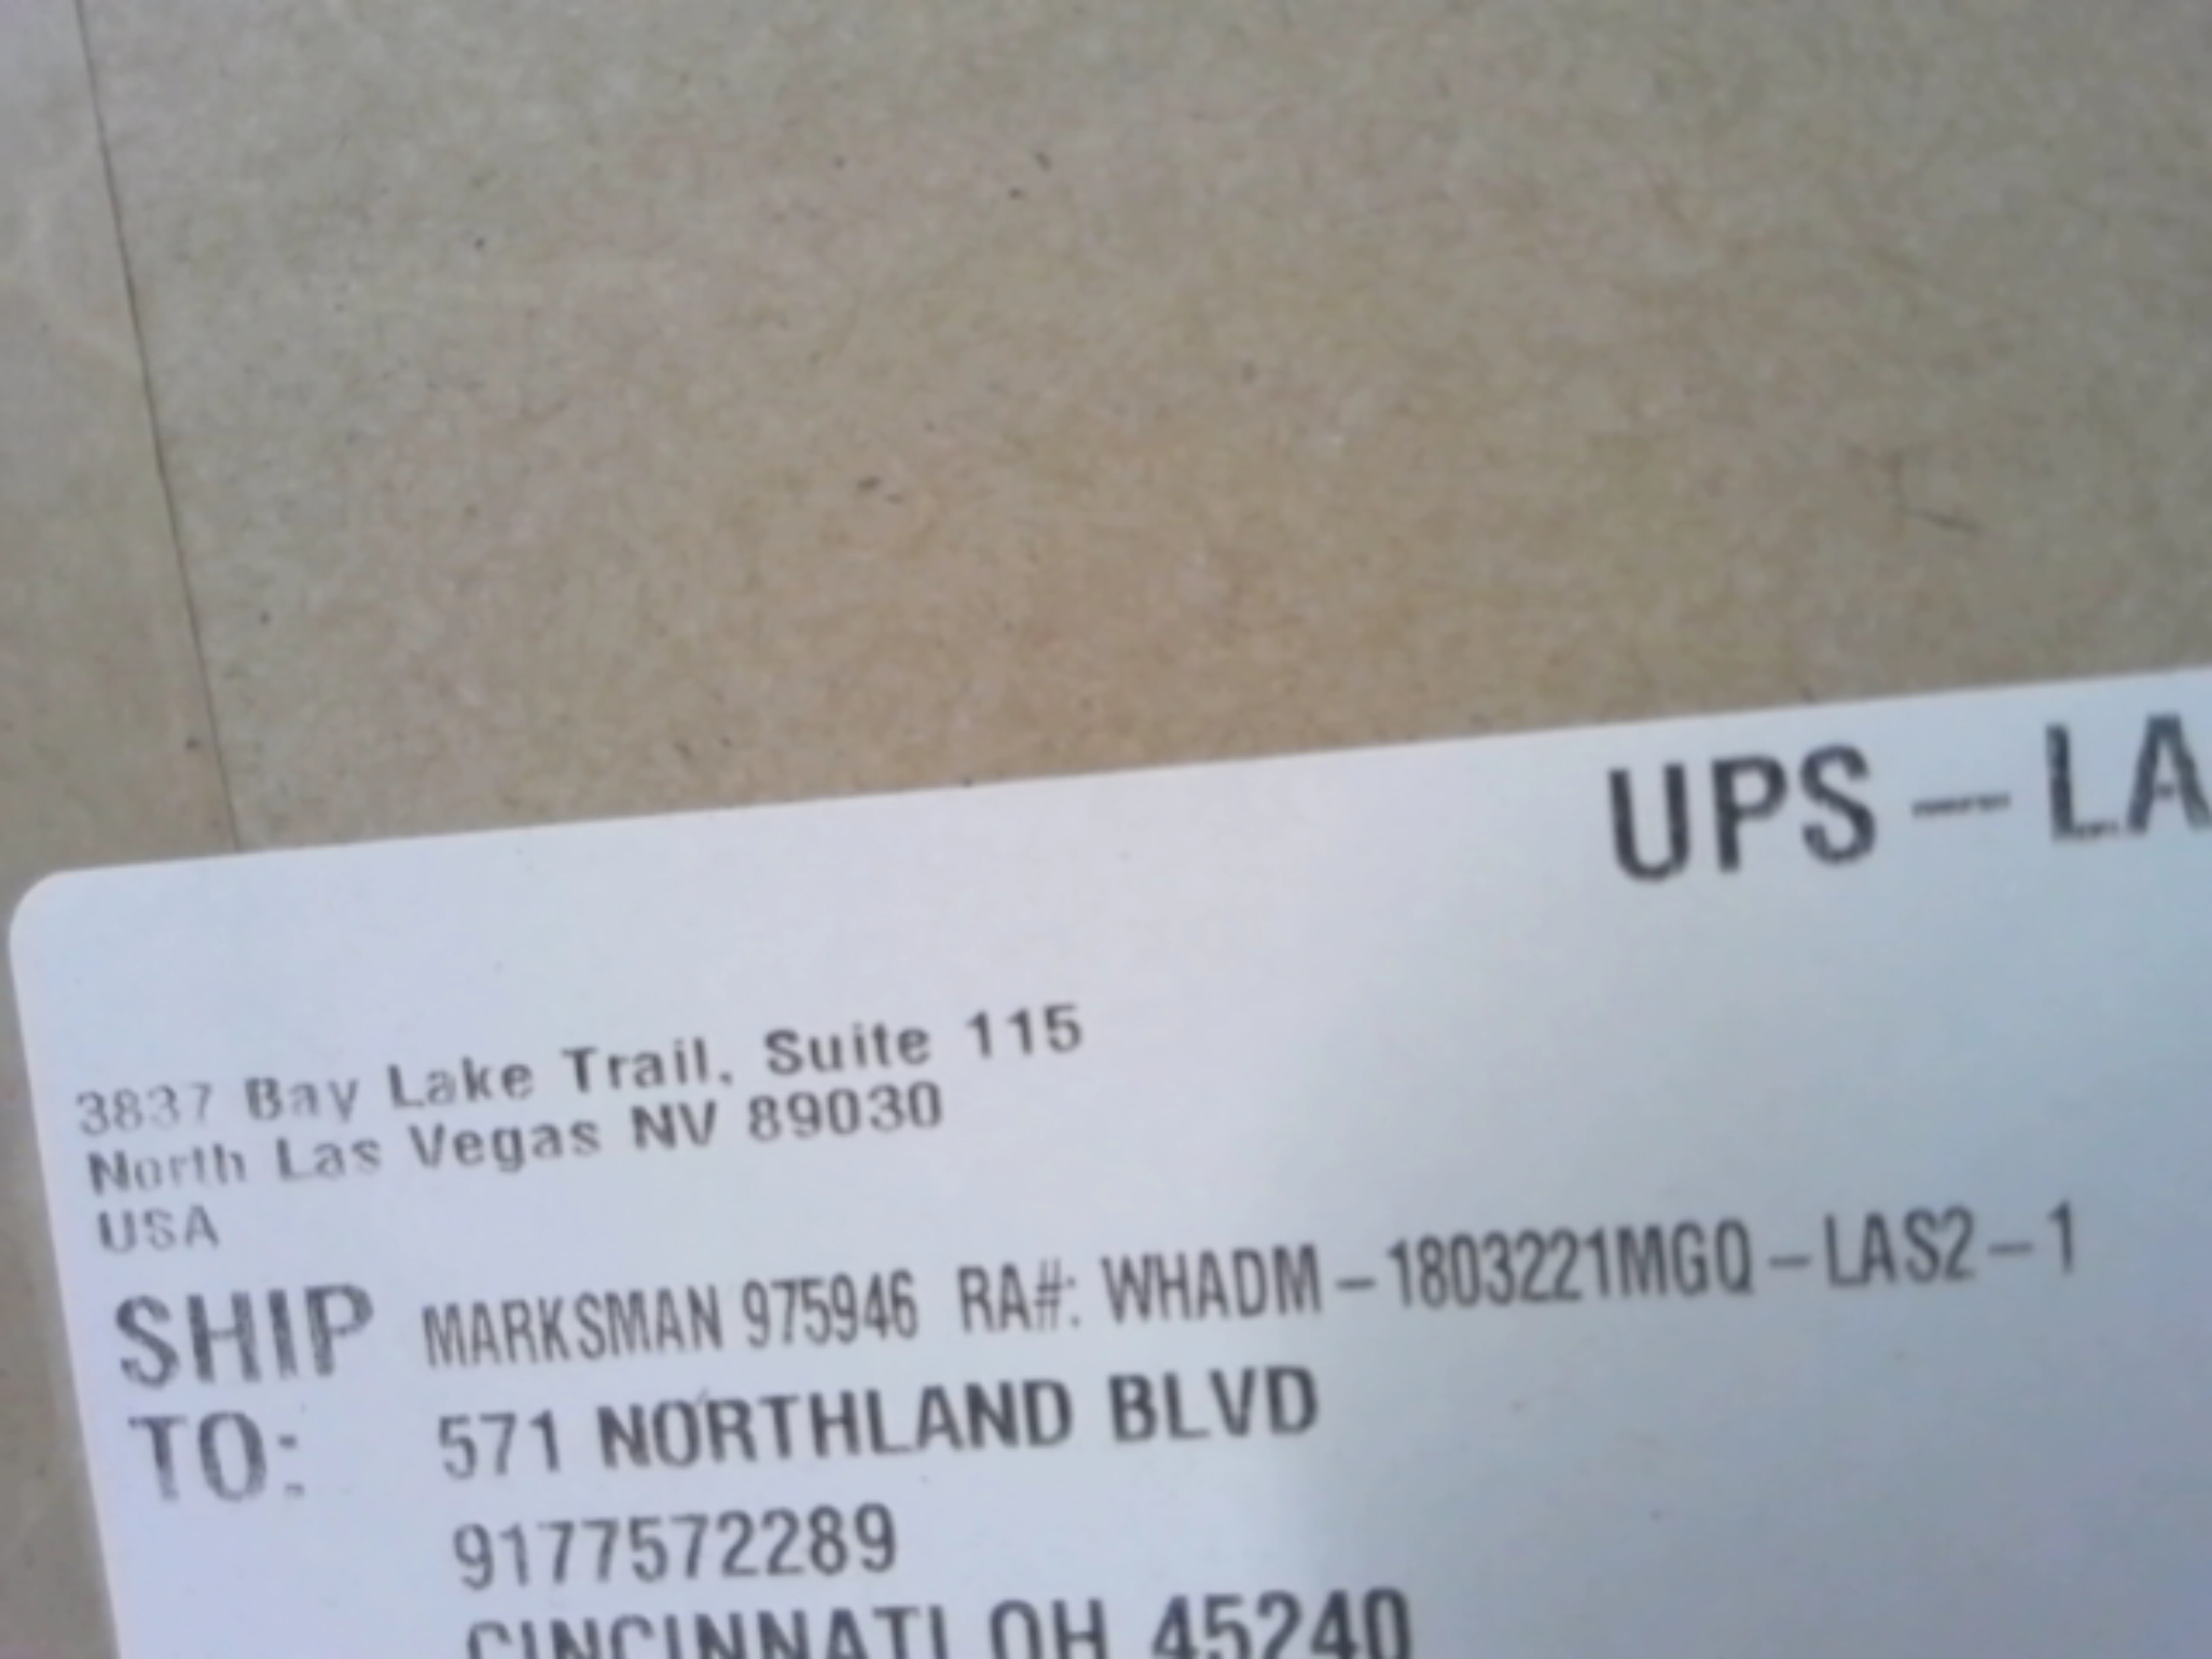 UPS – LA
3837 Bay Lake Trail, Suite 115
North Las Vegas NV 89030
USA
SHIP TO: MARKSMAN 975946 RA#: WHADM – 1803221MGQ – LAS2 – 1
571 NORTHLAND BLVD
9177572289
CINCINNATI OH 45240